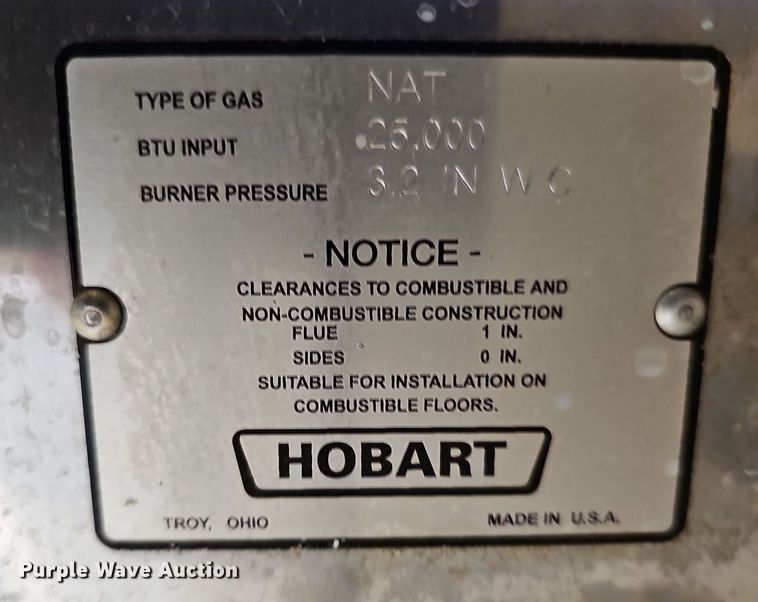 TYPE OF GAS NAT
BTU INPUT 25,000
BURNER PRESSURE 3.2 IN W C
- NOTICE -
CLEARANCES TO COMBUSTIBLE AND
NON-COMBUSTIBLE CONSTRUCTION
FLUE 1 IN.
SIDES 0 IN.
SUITABLE FOR INSTALLATION ON
COMBUSTIBLE FLOORS.
HOBART
TROY, OHIO MADE IN U.S.A.
Purple Wave Auction